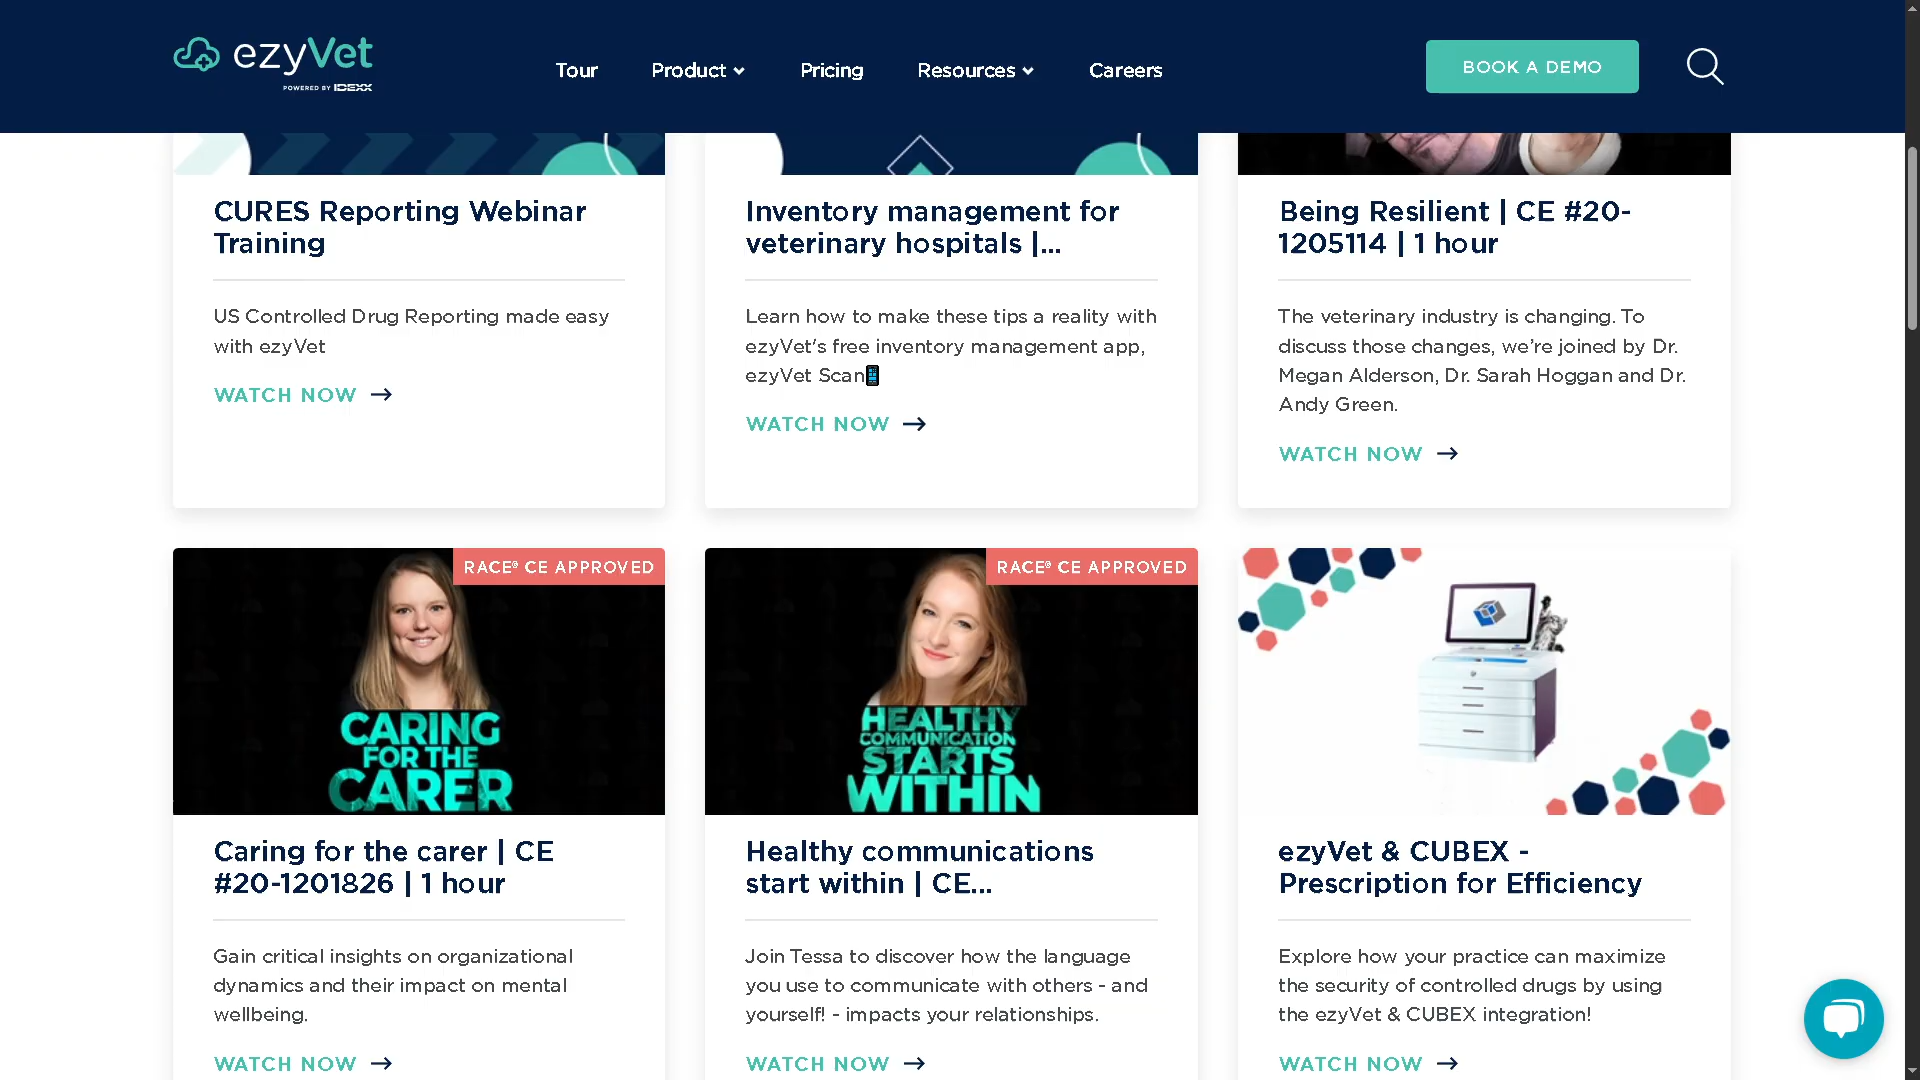 ezyVet
POWERED BY IDEXX
Tour
Product
Pricing
Resources
Careers
BOOK A DEMO
CURES Reporting Webinar
Training
US Controlled Drug Reporting made easy
with ezyVet
WATCH NOW
Inventory management for
veterinary hospitals |...
Learn how to make these tips a reality with
ezyVet's free inventory management app,
ezyVet Scan📱
WATCH NOW
Being Resilient | CE #20-
1205114 | 1 hour
The veterinary industry is changing. To
discuss those changes, we’re joined by Dr.
Megan Alderson, Dr. Sarah Hoggan and Dr.
Andy Green.
WATCH NOW
RACE® CE APPROVED
CARING
FOR THE
CARER
Caring for the carer | CE
#20-1201826 | 1 hour
Gain critical insights on organizational
dynamics and their impact on mental
wellbeing.
WATCH NOW
RACE® CE APPROVED
HEALTHY
COMMUNICATION
STARTS
WITHIN
Healthy communications
start within | CE...
Join Tessa to discover how the language
you use to communicate with others - and
yourself! - impacts your relationships.
WATCH NOW
ezyVet & CUBEX -
Prescription for Efficiency
Explore how your practice can maximize
the security of controlled drugs by using
the ezyVet & CUBEX integration!
WATCH NOW